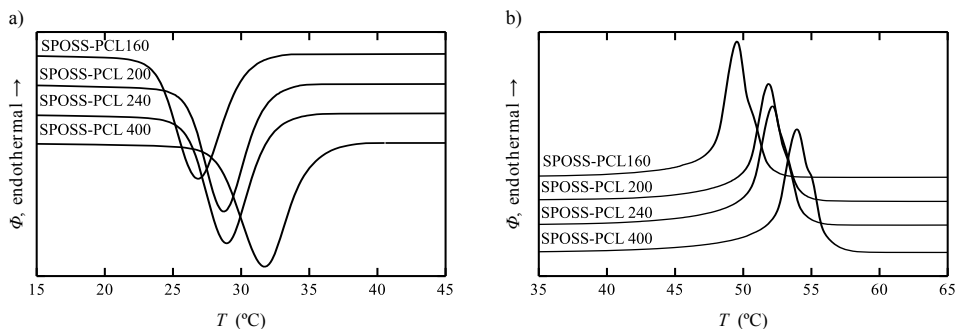 a)
SPOSS-PCL160
SPOSS-PCL 200
SPOSS-PCL 240
SPOSS-PCL 400
Φ, endothermal →
15 20 25 30 35 40 45
T (ºC)
b)
SPOSS-PCL160
SPOSS-PCL 200
SPOSS-PCL 240
SPOSS-PCL 400
Φ, endothermal →
35 40 45 50 55 60 65
T (ºC)